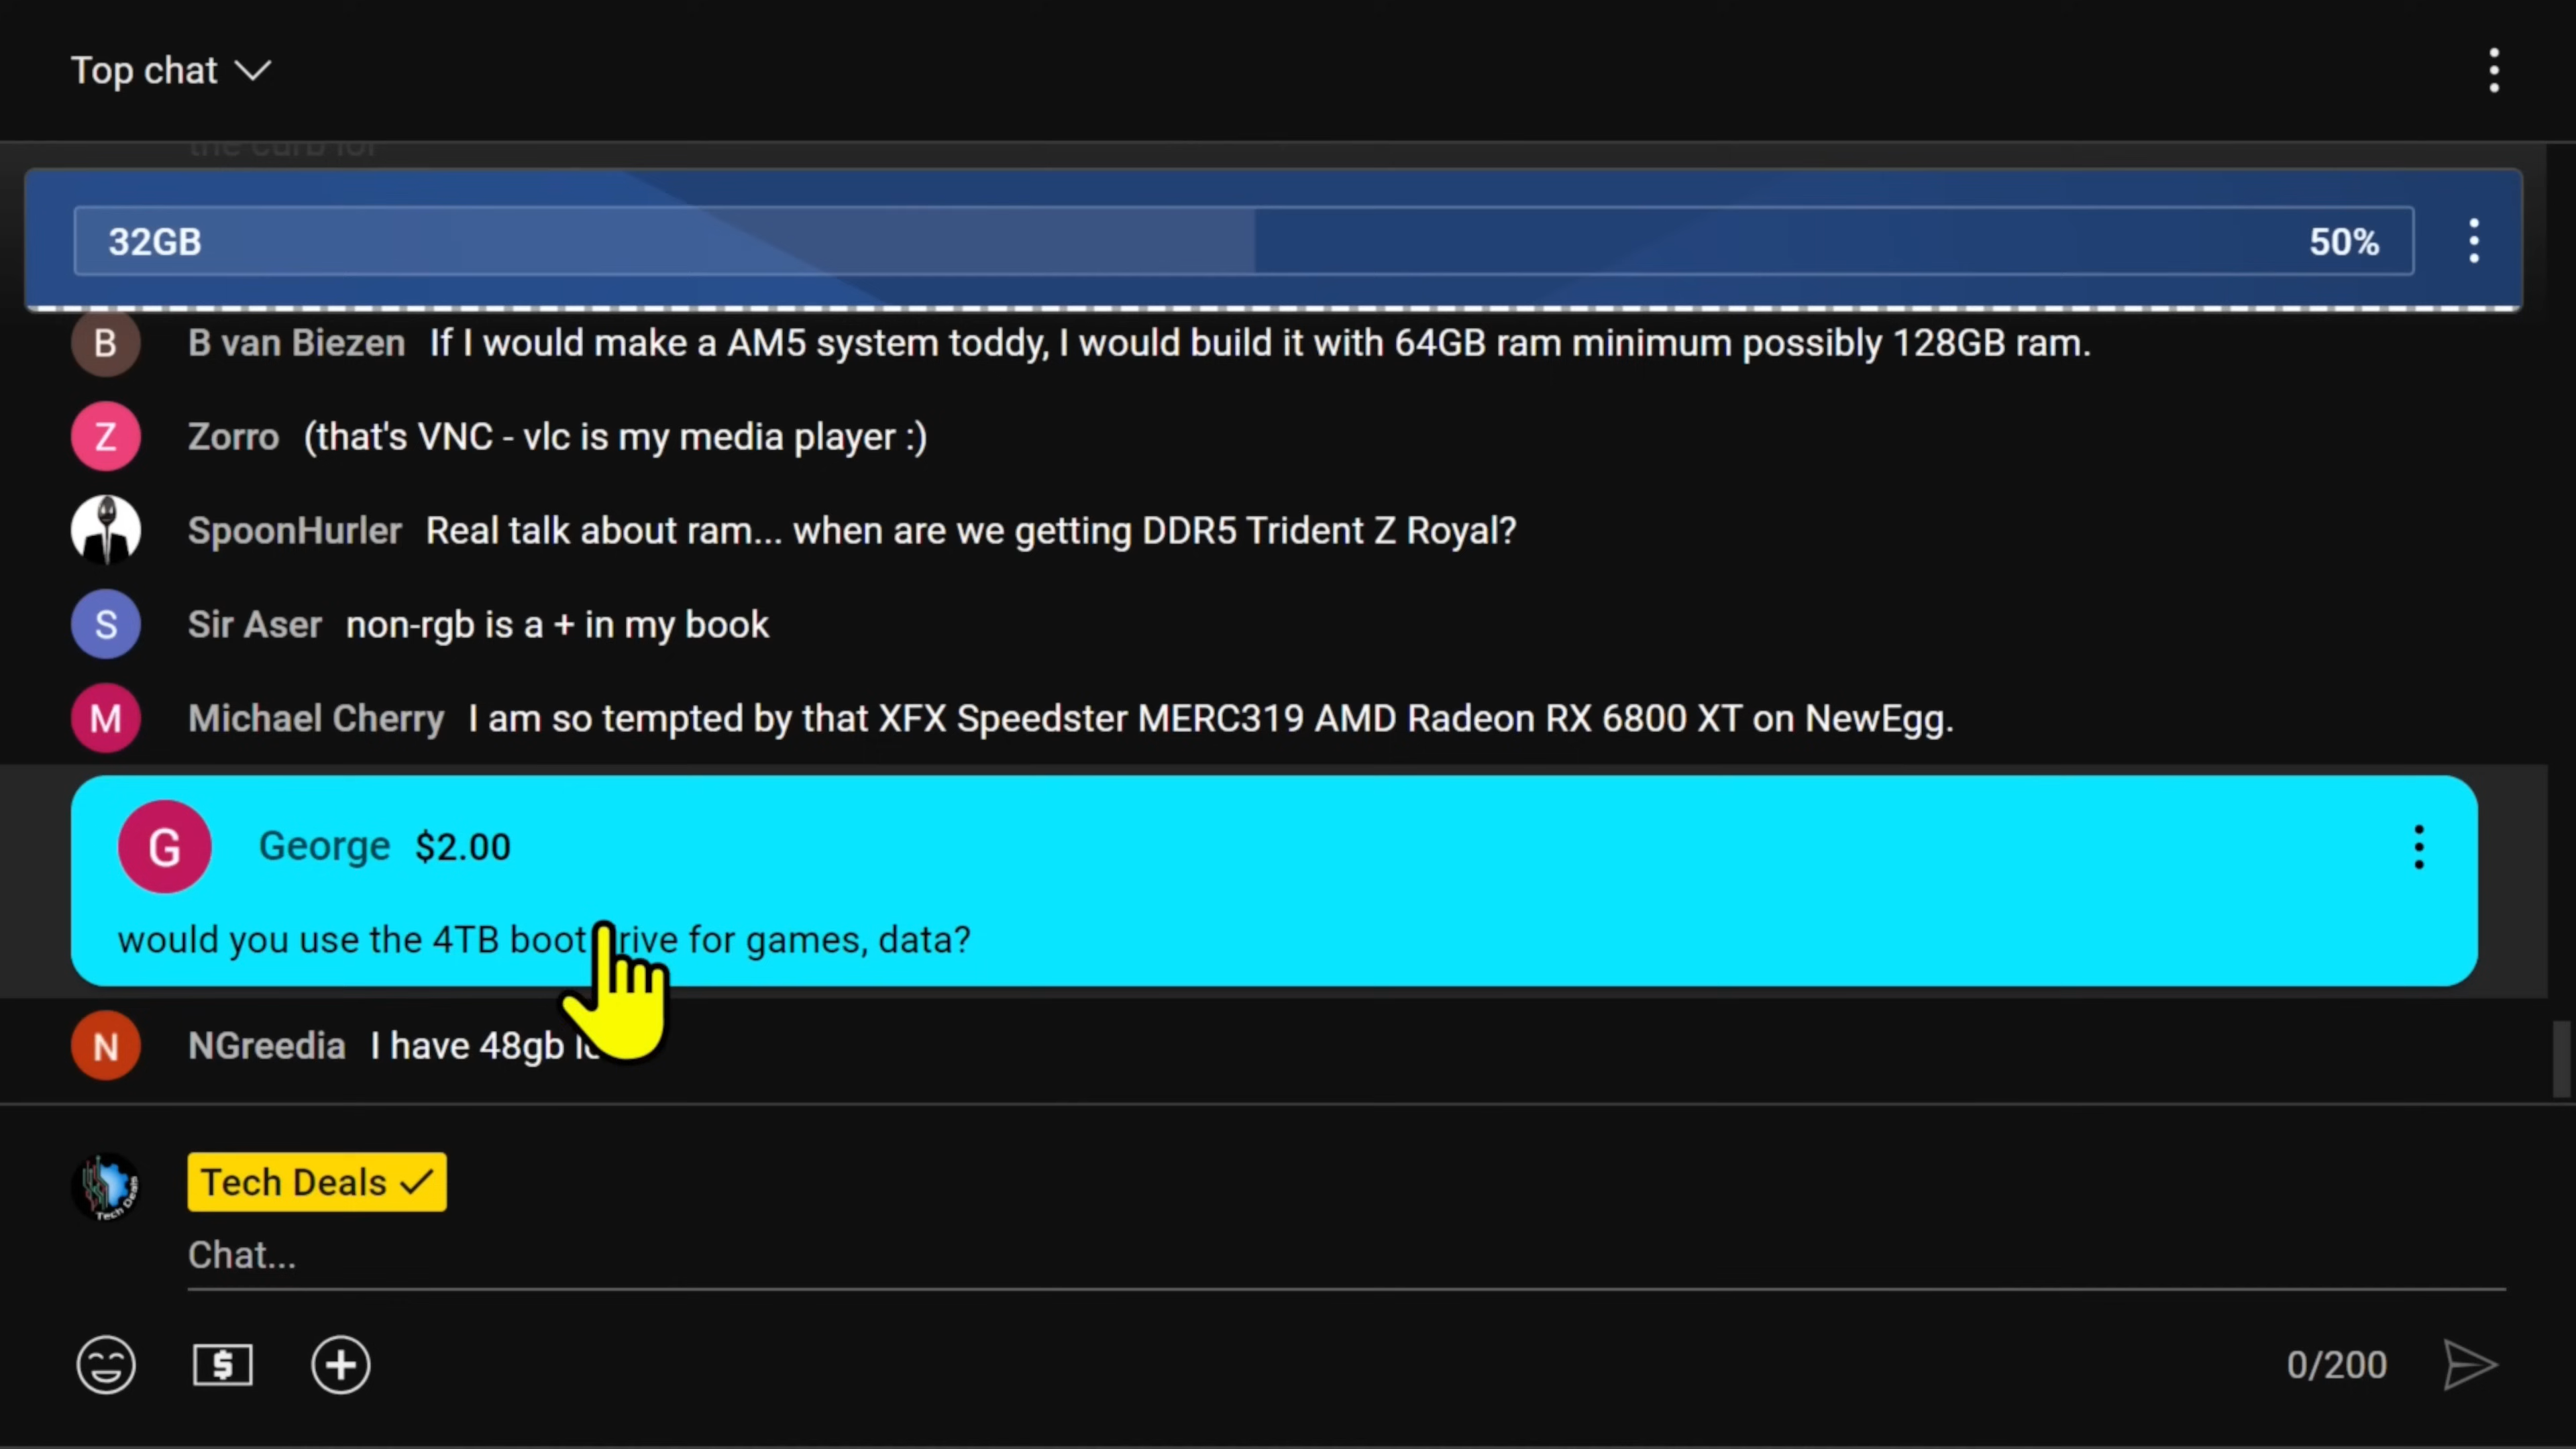 Top chat
32GB 50%
B B van Biezen If I would make a AM5 system toddy, I would build it with 64GB ram minimum possibly 128GB ram.
Z Zorro (that's VNC - vlc is my media player :)
SpoonHurler Real talk about ram... when are we getting DDR5 Trident Z Royal?
S Sir Aser non-rgb is a + in my book
M Michael Cherry I am so tempted by that XFX Speedster MERC319 AMD Radeon RX 6800 XT on NewEgg.
G George $2.00
would you use the 4TB boot for games, data?
N NGreedia I have 48gb
Tech Deals
Tech Deals
Chat...
0/200